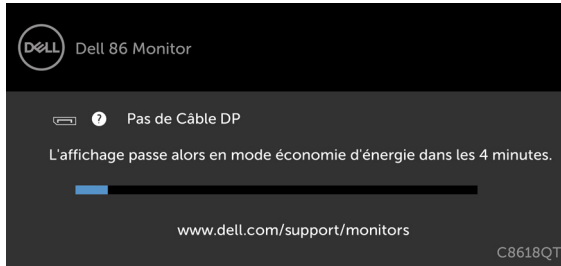 DELL Dell 86 Monitor
? Pas de Câble DP
L'affichage passe alors en mode économie d'énergie dans les 4 minutes.
www.dell.com/support/monitors
C8618QT